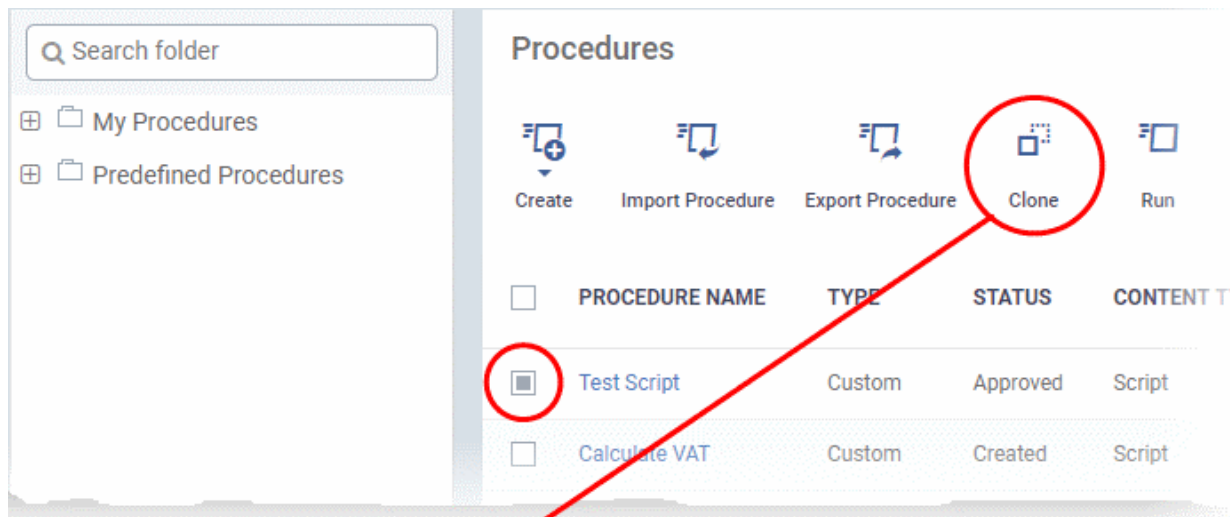 Search folder
My Procedures
Predefined Procedures
Procedures
Create Import Procedure Export Procedure Clone Run
PROCEDURE NAME TYPE STATUS CONTENT T
Test Script Custom Approved Script
Calculate VAT Custom Created Script